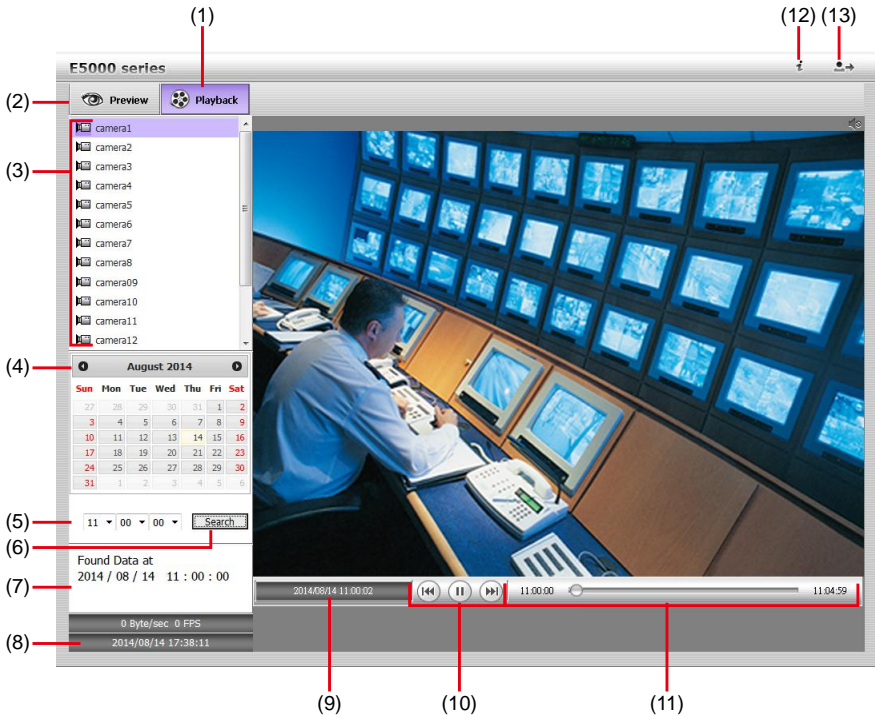 (1)
(12) (13)
E5000 series
i
(2)
Preview
Playback
(3)
camera1
camera2
camera3
camera4
camera5
camera6
camera7
camera8
camera09
camera10
camera11
camera12
(4)
August 2014
Sun Mon Tue Wed Thu Fri Sat
27 28 29 30 31 1 2
3 4 5 6 7 8 9
10 11 12 13 14 15 16
17 18 19 20 21 22 23
24 25 26 27 28 29 30
31 1 2 3 4 5 6
(5)
11 00 00 Search
(6)
(7)
Found Data at
2014 / 08 / 14 11 : 00 : 00
2014/08/14 11:00:02
11:00:00
11:04:59
0 Byte/sec 0 FPS
(8)
2014/08/14 17:38:11
(9) (10) (11)